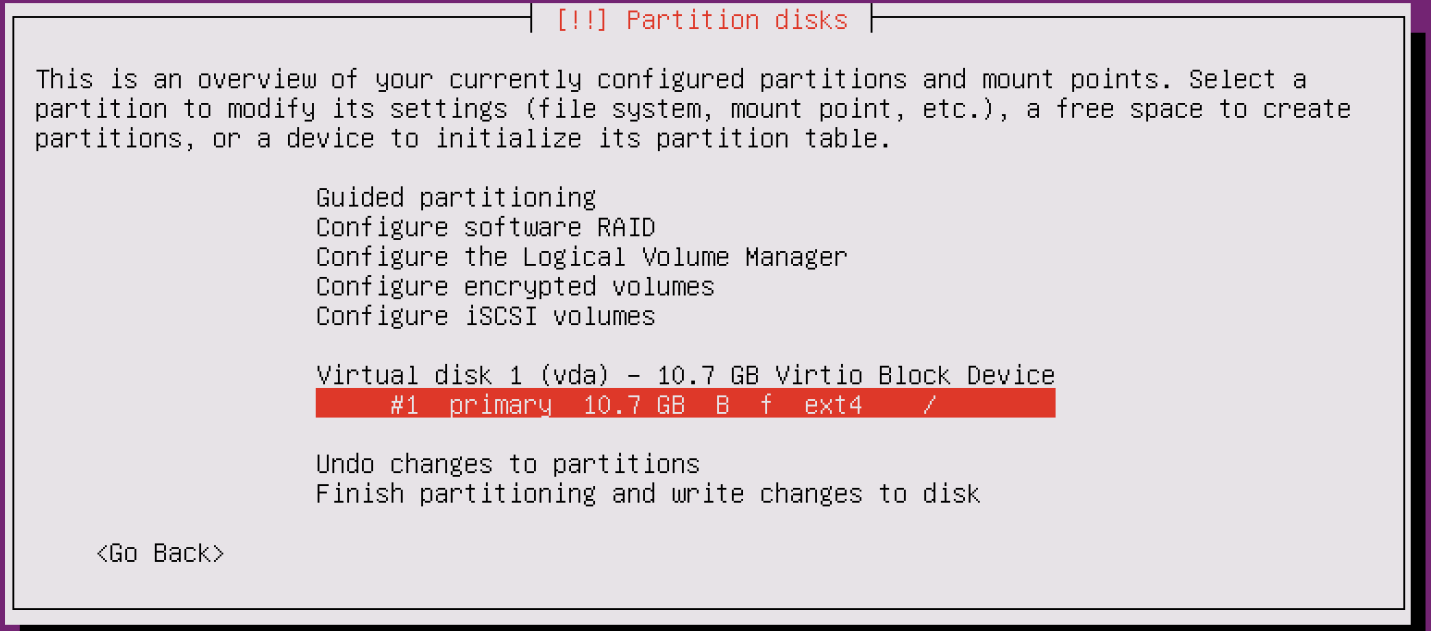 [!!] Partition disks
This is an overview of your currently configured partitions and mount points. Select a
partition to modify its settings (file system, mount point, etc.), a free space to create
partitions, or a device to initialize its partition table.
Guided partitioning
Configure software RAID
Configure the Logical Volume Manager
Configure encrypted volumes
Configure iSCSI volumes
Virtual disk 1 (vda) - 10.7 GB Virtio Block Device
#1 primary 10.7 GB B f ext4 /
Undo changes to partitions
Finish partitioning and write changes to disk
<Go Back>